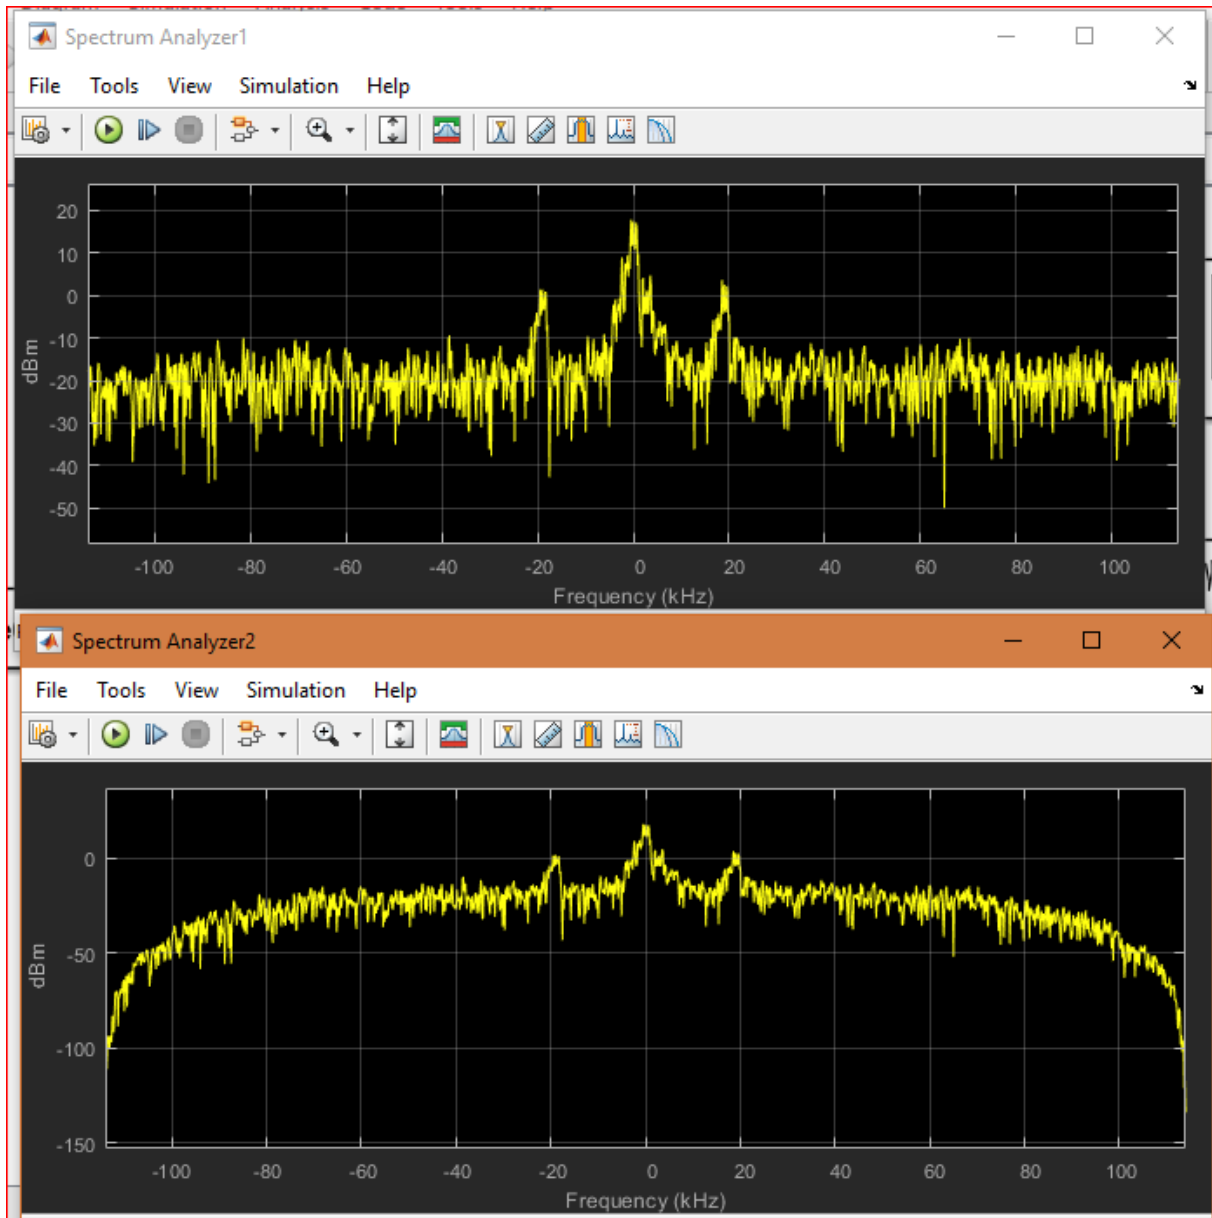 Spectrum Analyzer1
File Tools View Simulation Help
20
10
0
-10
-20
-30
-40
-50
dBm
-100 -80 -60 -40 -20 0 20 40 60 80 100
Frequency (kHz)
Spectrum Analyzer2
File Tools View Simulation Help
0
-50
-100
-150
dBm
-100 -80 -60 -40 -20 0 20 40 60 80 100
Frequency (kHz)